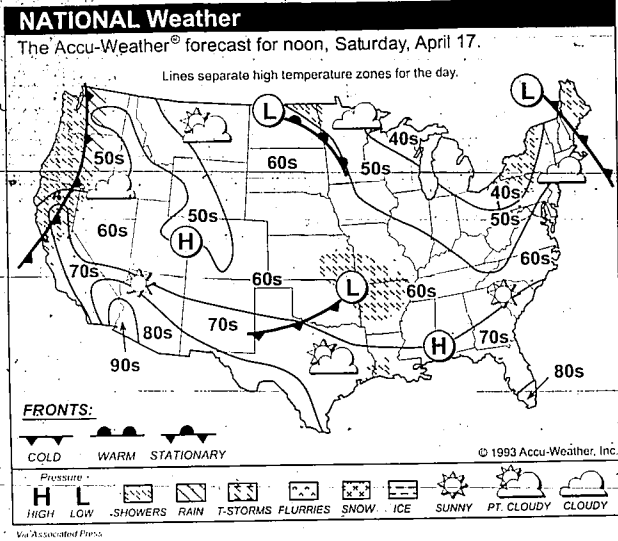 NATIONAL Weather
The Accu-Weather® forecast for noon, Saturday, April 17.
Lines separate high temperature zones for the day.
L
L
40s
50s
60s
50s
40s
50s
50s
60s
H
60s
70s
60s
L
60s
70s
80s
H
70s
90s
80s
FRONTS:
COLD WARM STATIONARY
© 1993 Accu-Weather, Inc.
Pressure
H L
HIGH LOW SHOWERS RAIN T-STORMS FLURRIES SNOW ICE SUNNY PT. CLOUDY CLOUDY
Via Associated Press